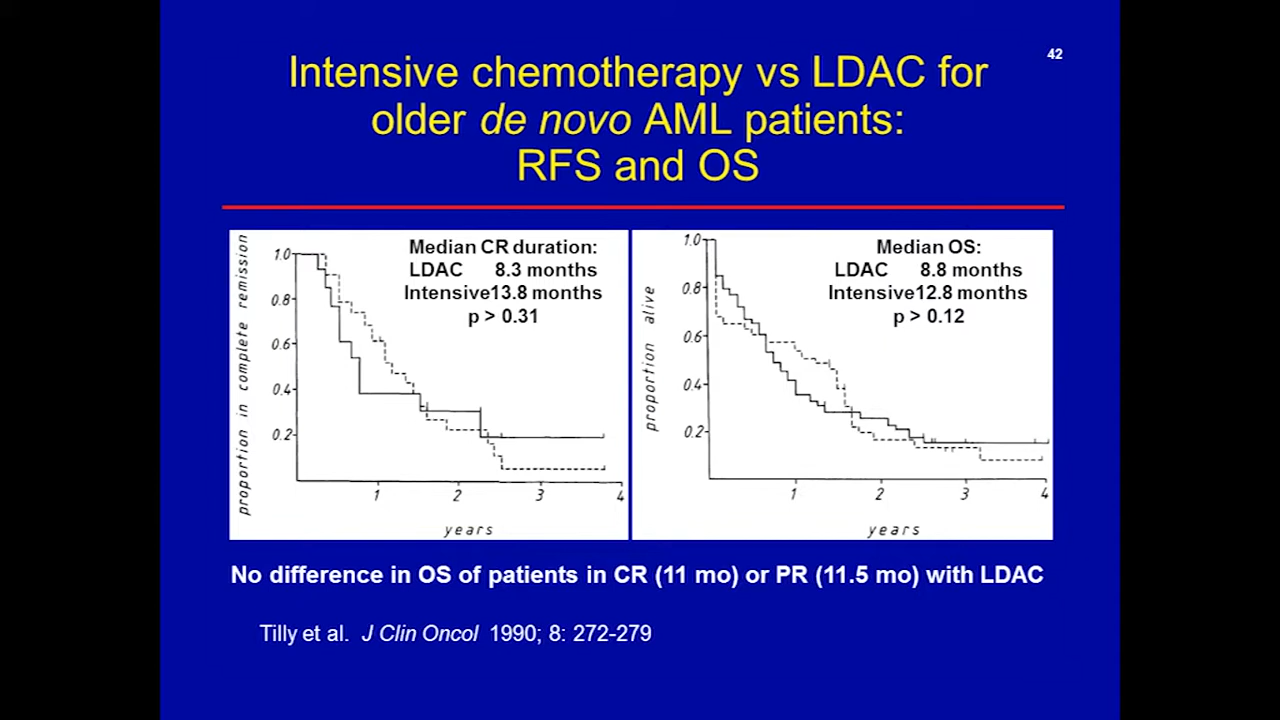 42
Intensive chemotherapy vs LDAC for
older de novo AML patients:
RFS and OS
proportion in complete remission
1.0
0.8
0.6
0.4
0.2
Median CR duration:
LDAC 8.3 months
Intensive13.8 months
p > 0.31
1 2 3 4
years
proportion alive
1.0
0.8
0.6
0.4
0.2
Median OS:
LDAC 8.8 months
Intensive12.8 months
p > 0.12
1 2 3 4
years
No difference in OS of patients in CR (11 mo) or PR (11.5 mo) with LDAC
Tilly et al. J Clin Oncol 1990; 8: 272-279